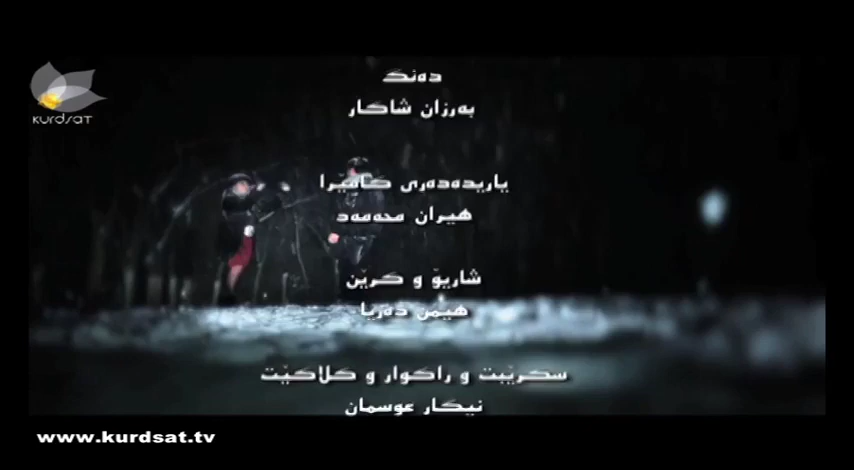 KURDSAT
دەنگ
بەرزان شاکار
یاریدەدەری کامێرا
هیران محەمەد
شاریۆ و کرێن
هێمن دەریا
سکرێبت و راکوار و کلاکێت
نیگار عوسمان
www.kurdsat.tv